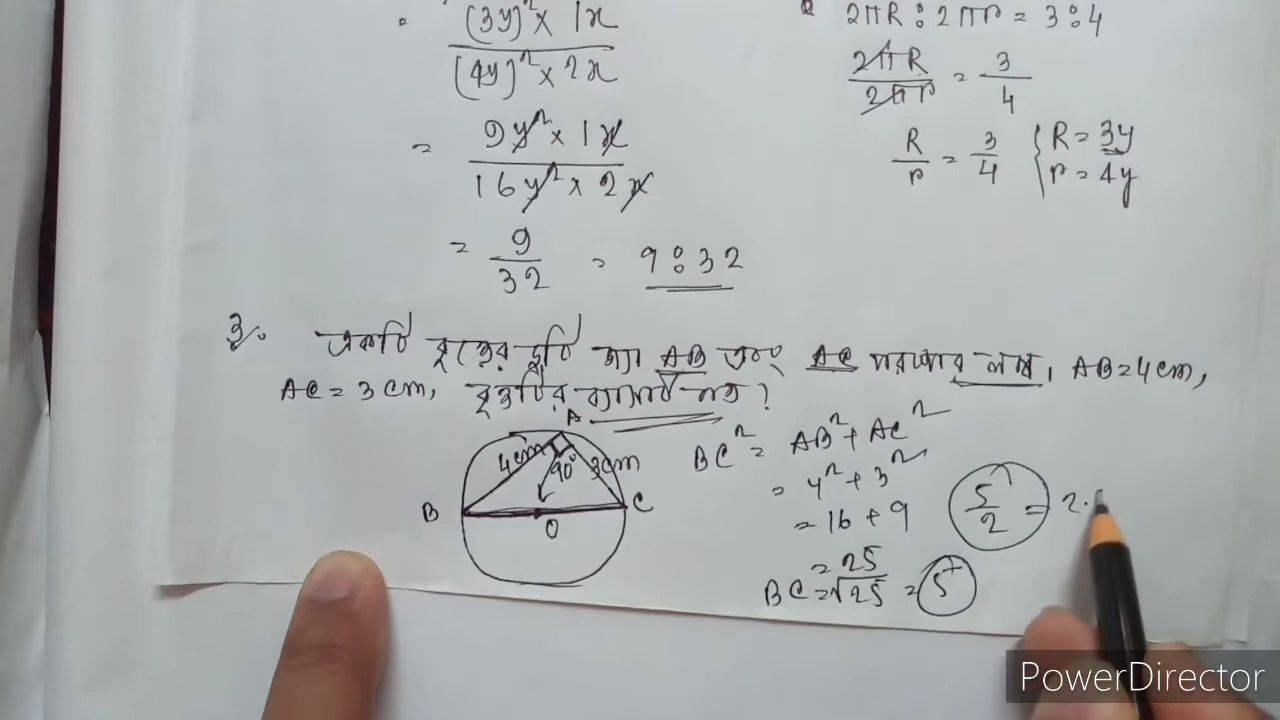 = (3y)² × 1x / (4y)² × 2x
= 9y² × 1x / 16y² × 2x
= 9/32 = 9:32
2πR : 2πr = 3:4
2πR/2πr = 3/4
R/r = 3/4 { R = 3y
r = 4y
৩. একটি বৃত্তের দুটি জ্যা AB এবং AC পরস্পর লম্ব। AB=4cm,
AC = 3cm, বৃত্তটির ব্যাসার্ধ কত?
A
4cm 90° 3cm
B C
O
BC² = AB² + AC²
= 4² + 3²
= 16 + 9
= 25
BC = √25 = 5
5/2 = 2.
PowerDirector